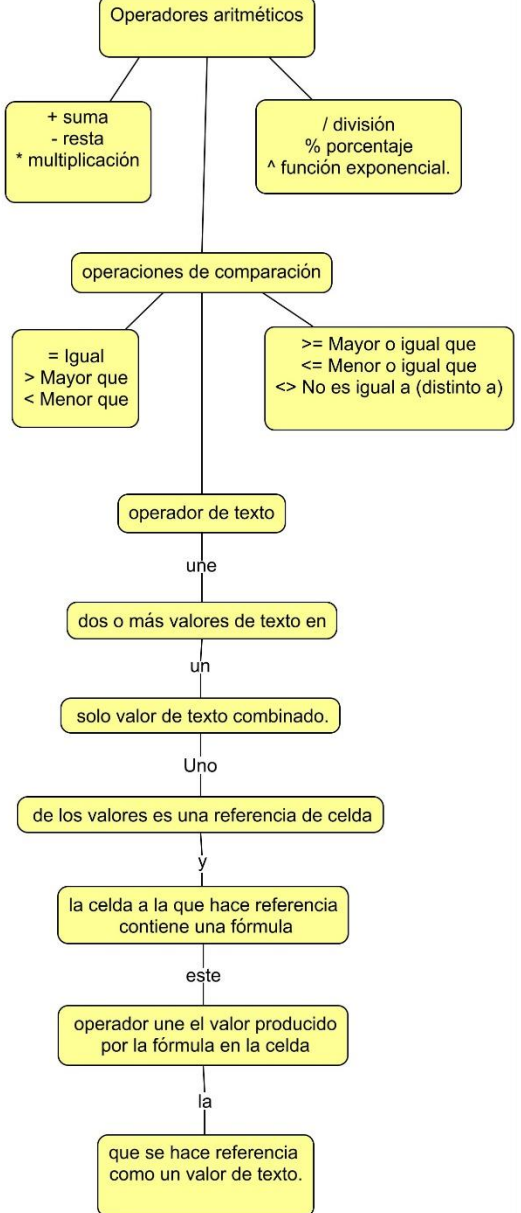 Operadores aritméticos
+ suma
- resta
* multiplicación
/ división
% porcentaje
^ función exponencial.
operaciones de comparación
= Igual
> Mayor que
< Menor que
>= Mayor o igual que
<= Menor o igual que
<> No es igual a (distinto a)
operador de texto
une
dos o más valores de texto en
un
solo valor de texto combinado.
Uno
de los valores es una referencia de celda
y
la celda a la que hace referencia
contiene una fórmula
este
operador une el valor producido
por la fórmula en la celda
la
que se hace referencia
como un valor de texto.